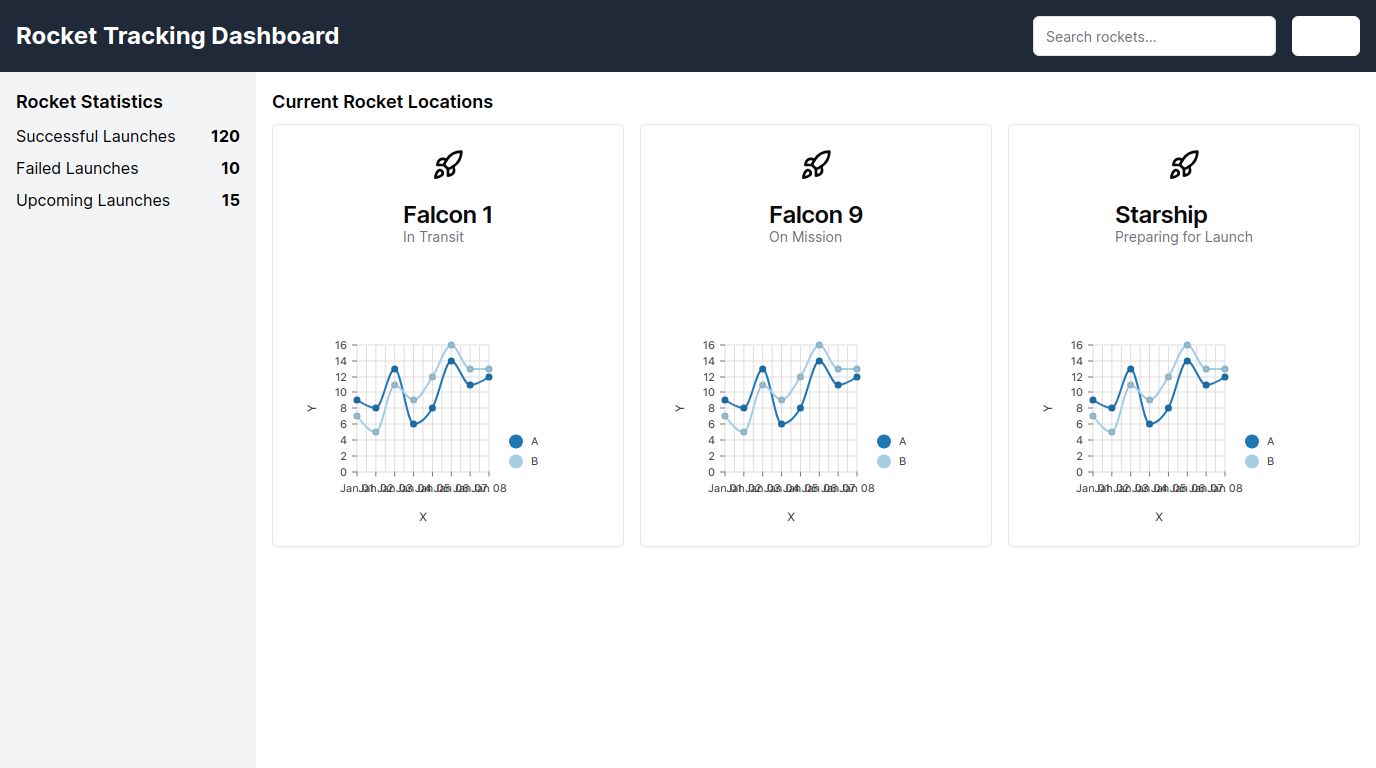 Rocket Tracking Dashboard
Search rockets...
Rocket Statistics
Successful Launches 120
Failed Launches 10
Upcoming Launches 15
Current Rocket Locations
Falcon 1
In Transit
16
14
12
10
8
6
4
2
0
Y
Jan 01 Jan 02 Jan 03 Jan 04 Jan 05 Jan 06 Jan 07 Jan 08
X
A
B
Falcon 9
On Mission
16
14
12
10
8
6
4
2
0
Y
Jan 01 Jan 02 Jan 03 Jan 04 Jan 05 Jan 06 Jan 07 Jan 08
X
A
B
Starship
Preparing for Launch
16
14
12
10
8
6
4
2
0
Y
Jan 01 Jan 02 Jan 03 Jan 04 Jan 05 Jan 06 Jan 07 Jan 08
X
A
B